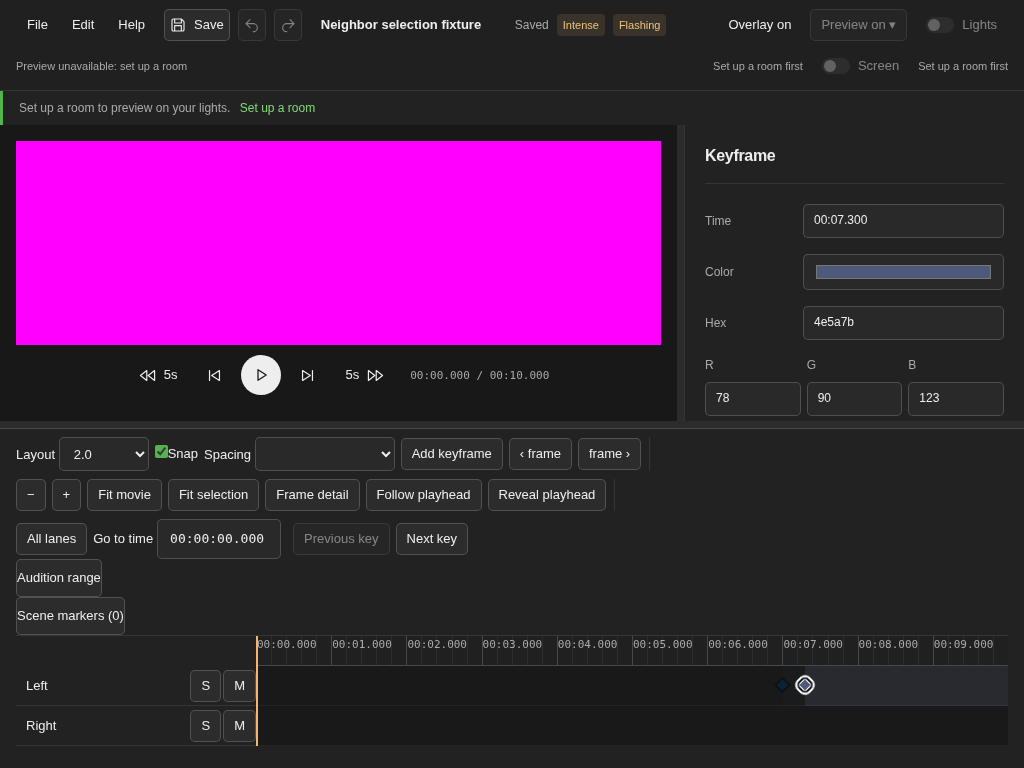 File Edit Help Save Neighbor selection fixture Saved Intense Flashing Overlay on Preview on ▾ Lights
Preview unavailable: set up a room Set up a room first Screen Set up a room first
Set up a room to preview on your lights. Set up a room
Keyframe
Time 00:07.300
Color
Hex 4e5a7b
R G B
78 90 123
5s 5s 00:00.000 / 00:10.000
Layout 2.0 Snap Spacing Add keyframe ‹ frame frame ›
− + Fit movie Fit selection Frame detail Follow playhead Reveal playhead
All lanes Go to time 00:00:00.000 Previous key Next key
Audition range
Scene markers (0)
00:00.000 00:01.000 00:02.000 00:03.000 00:04.000 00:05.000 00:06.000 00:07.000 00:08.000 00:09.000
Left S M
Right S M